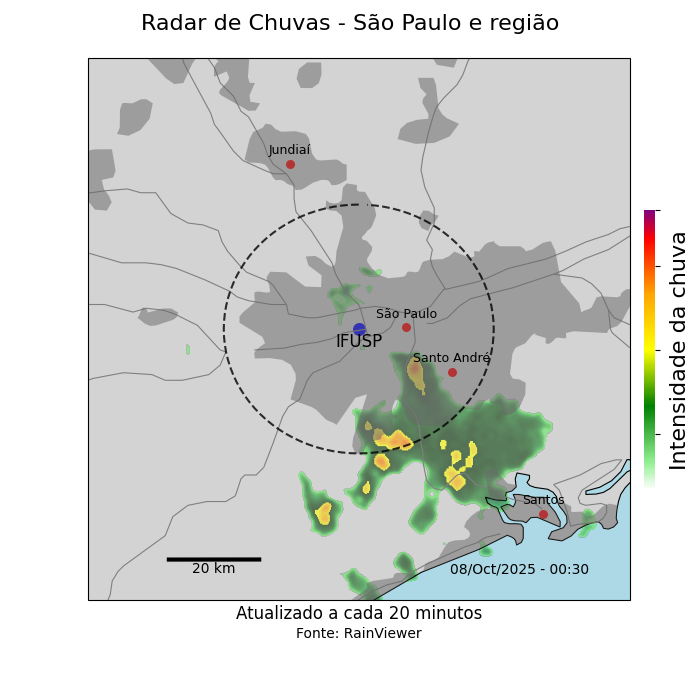 Radar de Chuvas - São Paulo e região
Jundiaí
São Paulo
IFUSP
Santo André
Santos
20 km
08/Oct/2025 - 00:30
Intensidade da chuva
Atualizado a cada 20 minutos
Fonte: RainViewer